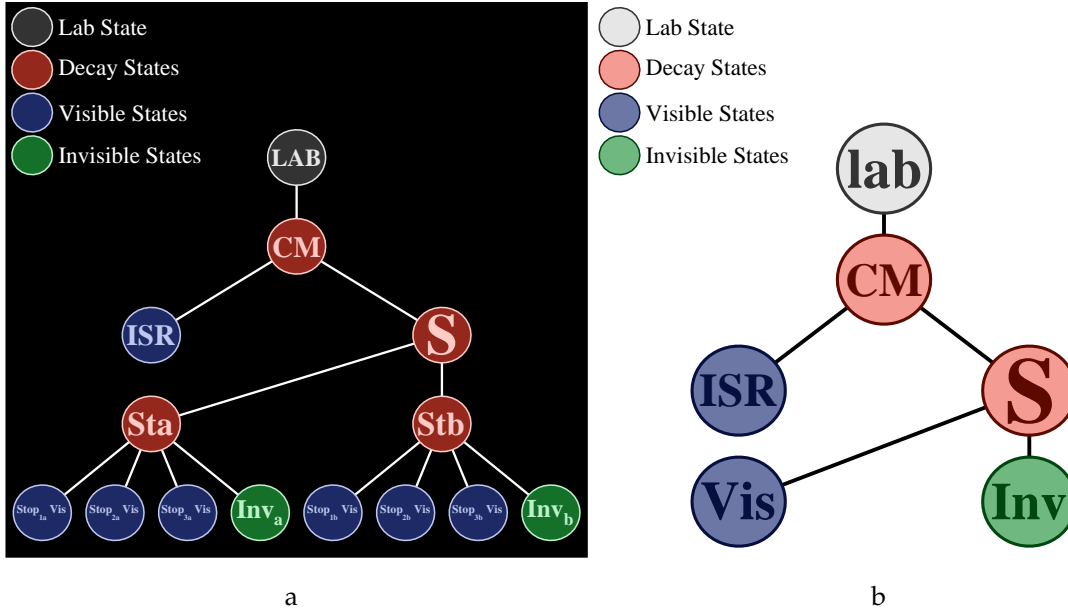 Lab State
Decay States
Visible States
Invisible States
LAB
CM
ISR
S
Sta
Stb
Stop1a Vis
Stop2a Vis
Stop3a Vis
Inva
Stop1b Vis
Stop2b Vis
Stop3b Vis
Invb
a
Lab State
Decay States
Visible States
Invisible States
lab
CM
ISR
S
Vis
Inv
b